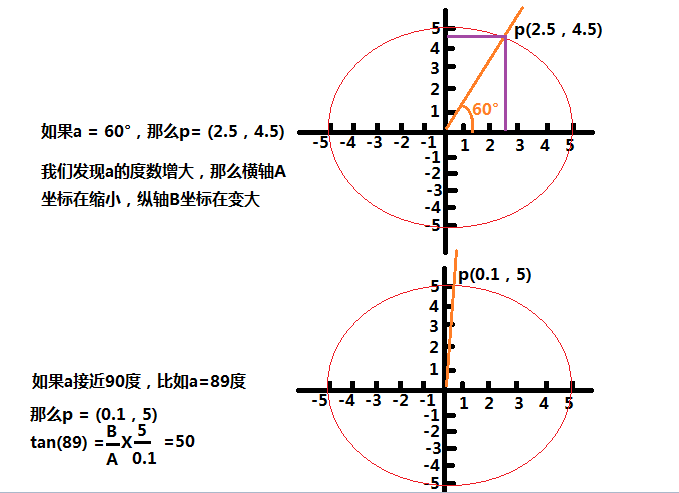 5
p(2.5，4.5)
4
3
2
1
60°
如果a = 60°，那么p= (2.5，4.5)
-5 -4 -3 -2 -1 1 2 3 4 5
我们发现a的度数增大，那么横轴A
坐标在缩小，纵轴B坐标在变大
-1
-2
-3
-4
-5
p(0.1，5)
5
4
3
2
1
如果a接近90度，比如a=89度
-5 -4 -3 -2 -1 1 2 3 4 5
那么p = (0.1 , 5)
-1
tan(89) = B/A X 5/0.1 =50
-2
-3
-4
-5